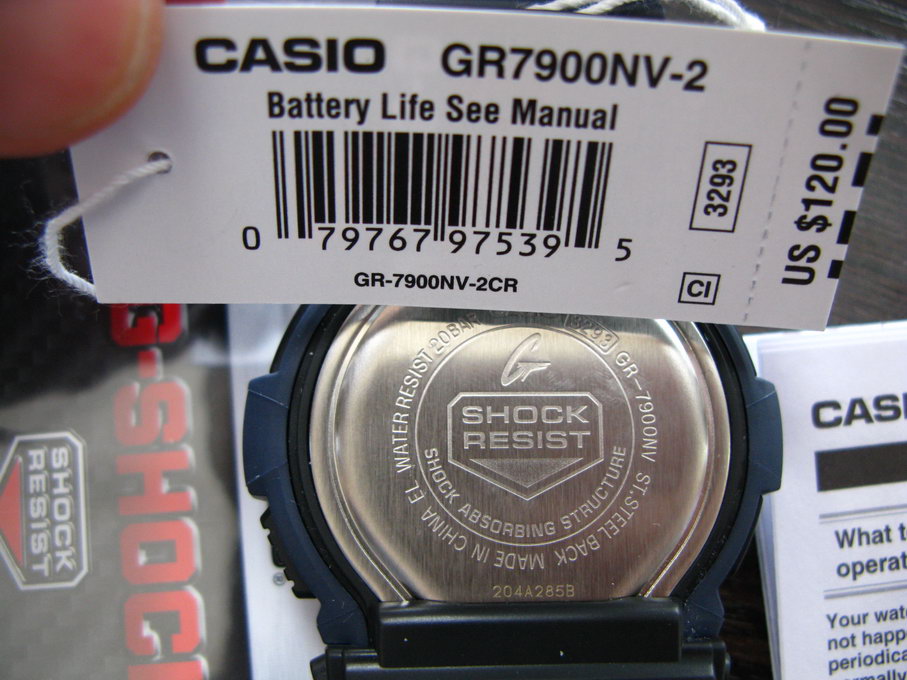 CASIO GR7900NV-2
Battery Life See Manual
0 79767 97539 5
GR-7900NV-2CR
3293
CI
US $120.00
G-SHOCK
SHOCK
RESIST
G
SHOCK
RESIST
SHOCK ABSORBING STRUCTURE
WATER RESIST 20BAR
3293 GR-7900NV ST.STEEL BACK MADE IN CHINA EL
204A285B
CASI
What t
operat
Your wat
not happ
periodica